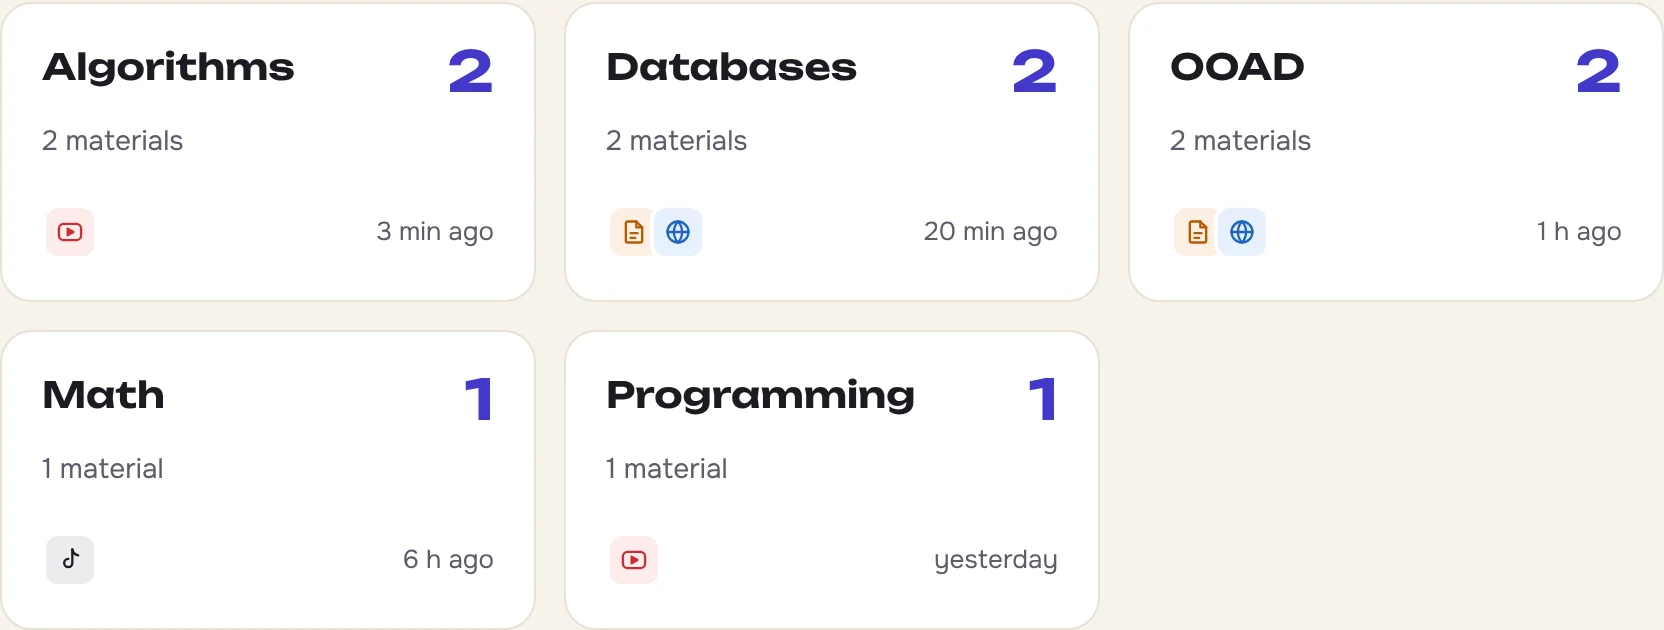 Algorithms
2
2 materials
3 min ago
Databases
2
2 materials
20 min ago
OOAD
2
2 materials
1 h ago
Math
1
1 material
6 h ago
Programming
1
1 material
yesterday